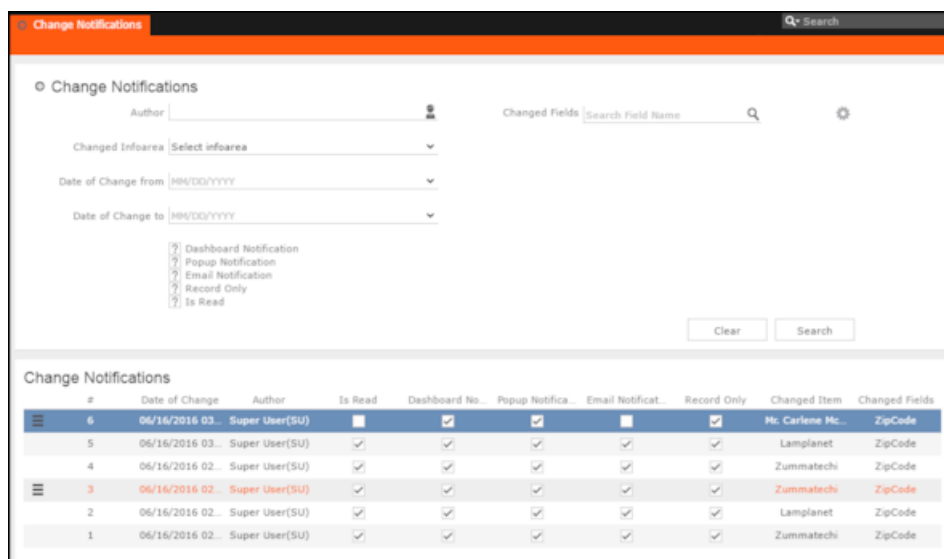 Change Notifications
Search
Change Notifications
Author
Changed Fields Search Field Name
Changed Infoarea Select infoarea
Date of Change from MM/DD/YYYY
Date of Change to MM/DD/YYYY
? Dashboard Notification
? Popup Notification
? Email Notification
? Record Only
? Is Read
Clear Search
Change Notifications
# Date of Change Author Is Read Dashboard No... Popup Notifica... Email Notificat... Record Only Changed Item Changed Fields
6 06/16/2016 03... Super User(SU) Mr. Carlene Mc... ZipCode
5 06/16/2016 03... Super User(SU) Lamplanet ZipCode
4 06/16/2016 02... Super User(SU) Zummatechi ZipCode
3 06/16/2016 02... Super User(SU) Zummatechi ZipCode
2 06/16/2016 02... Super User(SU) Lamplanet ZipCode
1 06/16/2016 02... Super User(SU) Zummatechi ZipCode